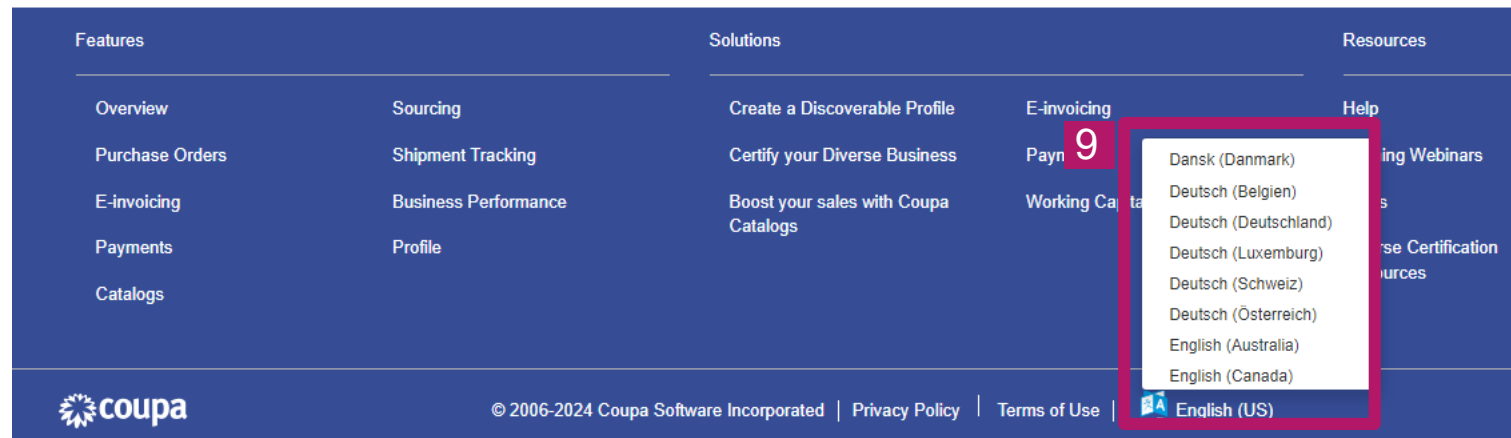 Features
Overview
Purchase Orders
E-invoicing
Payments
Catalogs
Sourcing
Shipment Tracking
Business Performance
Profile
Solutions
Create a Discoverable Profile
Certify your Diverse Business
Boost your sales with Coupa
Catalogs
E-invoicing
Working
Resources
Help
Webinars
Certification
9
Dansk (Danmark)
Deutsch (Belgien)
Deutsch (Deutschland)
Deutsch (Luxemburg)
Deutsch (Schweiz)
Deutsch (Österreich)
English (Australia)
English (Canada)
coupa
© 2006-2024 Coupa Software Incorporated | Privacy Policy | Terms of Use | English (US)